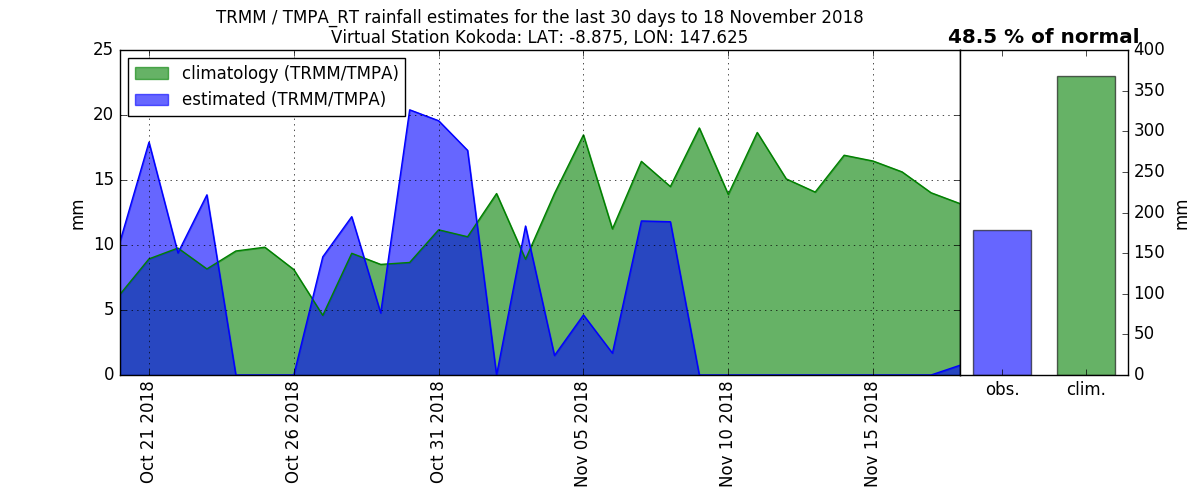 TRMM / TMPA_RT rainfall estimates for the last 30 days to 18 November 2018
Virtual Station Kokoda: LAT: -8.875, LON: 147.625
48.5 % of normal
climatology (TRMM/TMPA)
estimated (TRMM/TMPA)
25
20
15
10
5
0
mm
Oct 21 2018
Oct 26 2018
Oct 31 2018
Nov 05 2018
Nov 10 2018
Nov 15 2018
obs.
clim.
400
350
300
250
200
150
100
50
0
mm